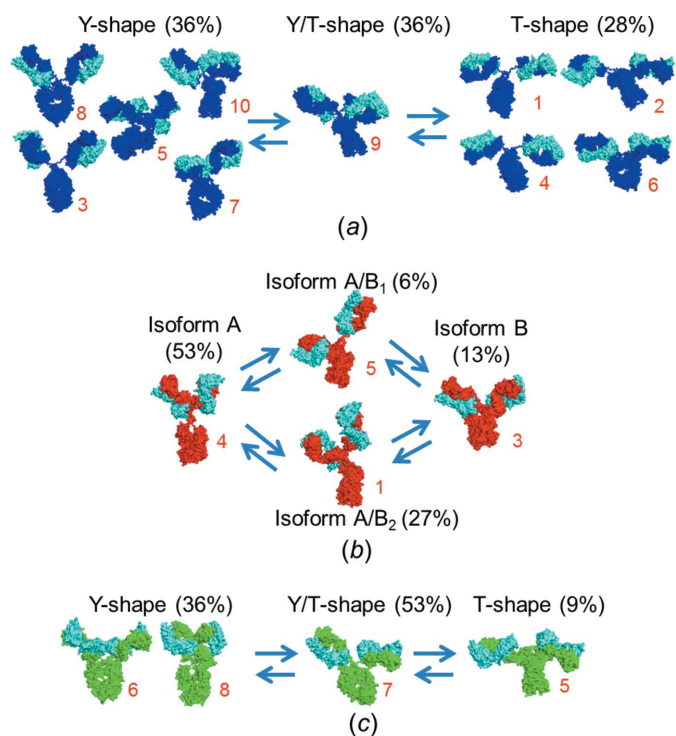 Y-shape (36%) Y/T-shape (36%) T-shape (28%)
8 10 5 9 1 2
3 7 4 6
(a)
Isoform A/B₁ (6%)
Isoform A Isoform B
(53%) (13%)
5
4 3
1
Isoform A/B₂ (27%)
(b)
Y-shape (36%) Y/T-shape (53%) T-shape (9%)
6 8 7 5
(c)